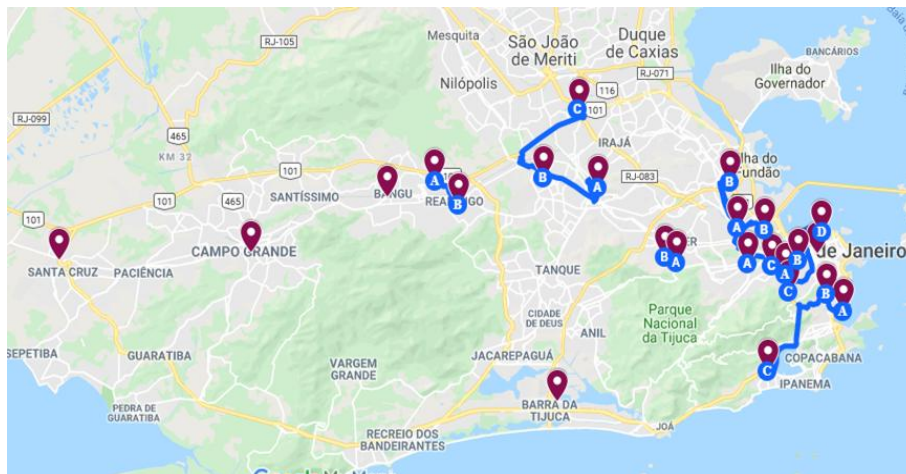 Mesquita
São João
de Meriti
Duque
de Caxias
RJ-105
RJ-071
BANCÁRIOS
Nilópolis
116
101
Ilha do
Governador
RJ-099
465
KM 32
IRAJÁ
C
101
101
A
B
B
A
RJ-083
Ilha do
Fundão
B
SANTÍSSIMO
BANGU
REALENGO
101
465
A
B
D
CAMPO GRANDE
B
A
A
C
B
A
C
de Janeiro
SANTA CRUZ
PACIÊNCIA
TANQUE
CIDADE
DE DEUS
Parque
Nacional
da Tijuca
B
A
ANIL
SEPETIBA
GUARATIBA
VARGEM
GRANDE
JACAREPAGUÁ
COPACABANA
C
IPANEMA
PEDRA DE
GUARATIBA
BARRA DA
TIJUCA
JOÁ
RECREIO DOS
BANDEIRANTES